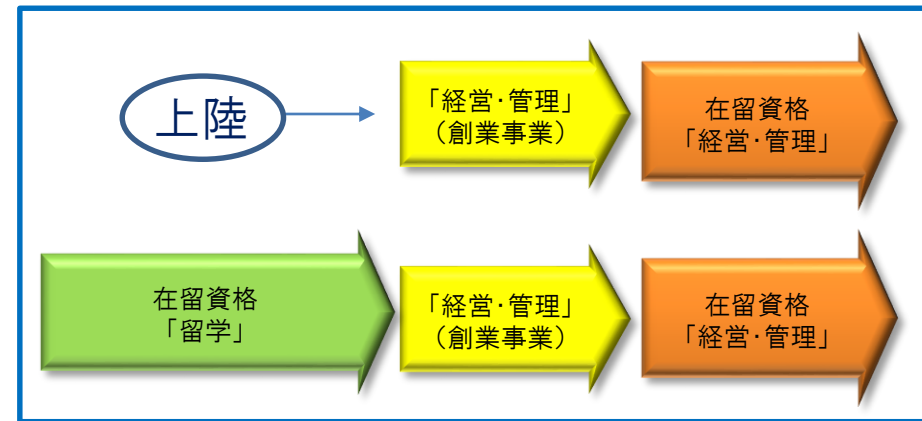 上陸
「経営・管理」
（創業事業）
在留資格
「経営・管理」
在留資格
「留学」
「経営・管理」
（創業事業）
在留資格
「経営・管理」